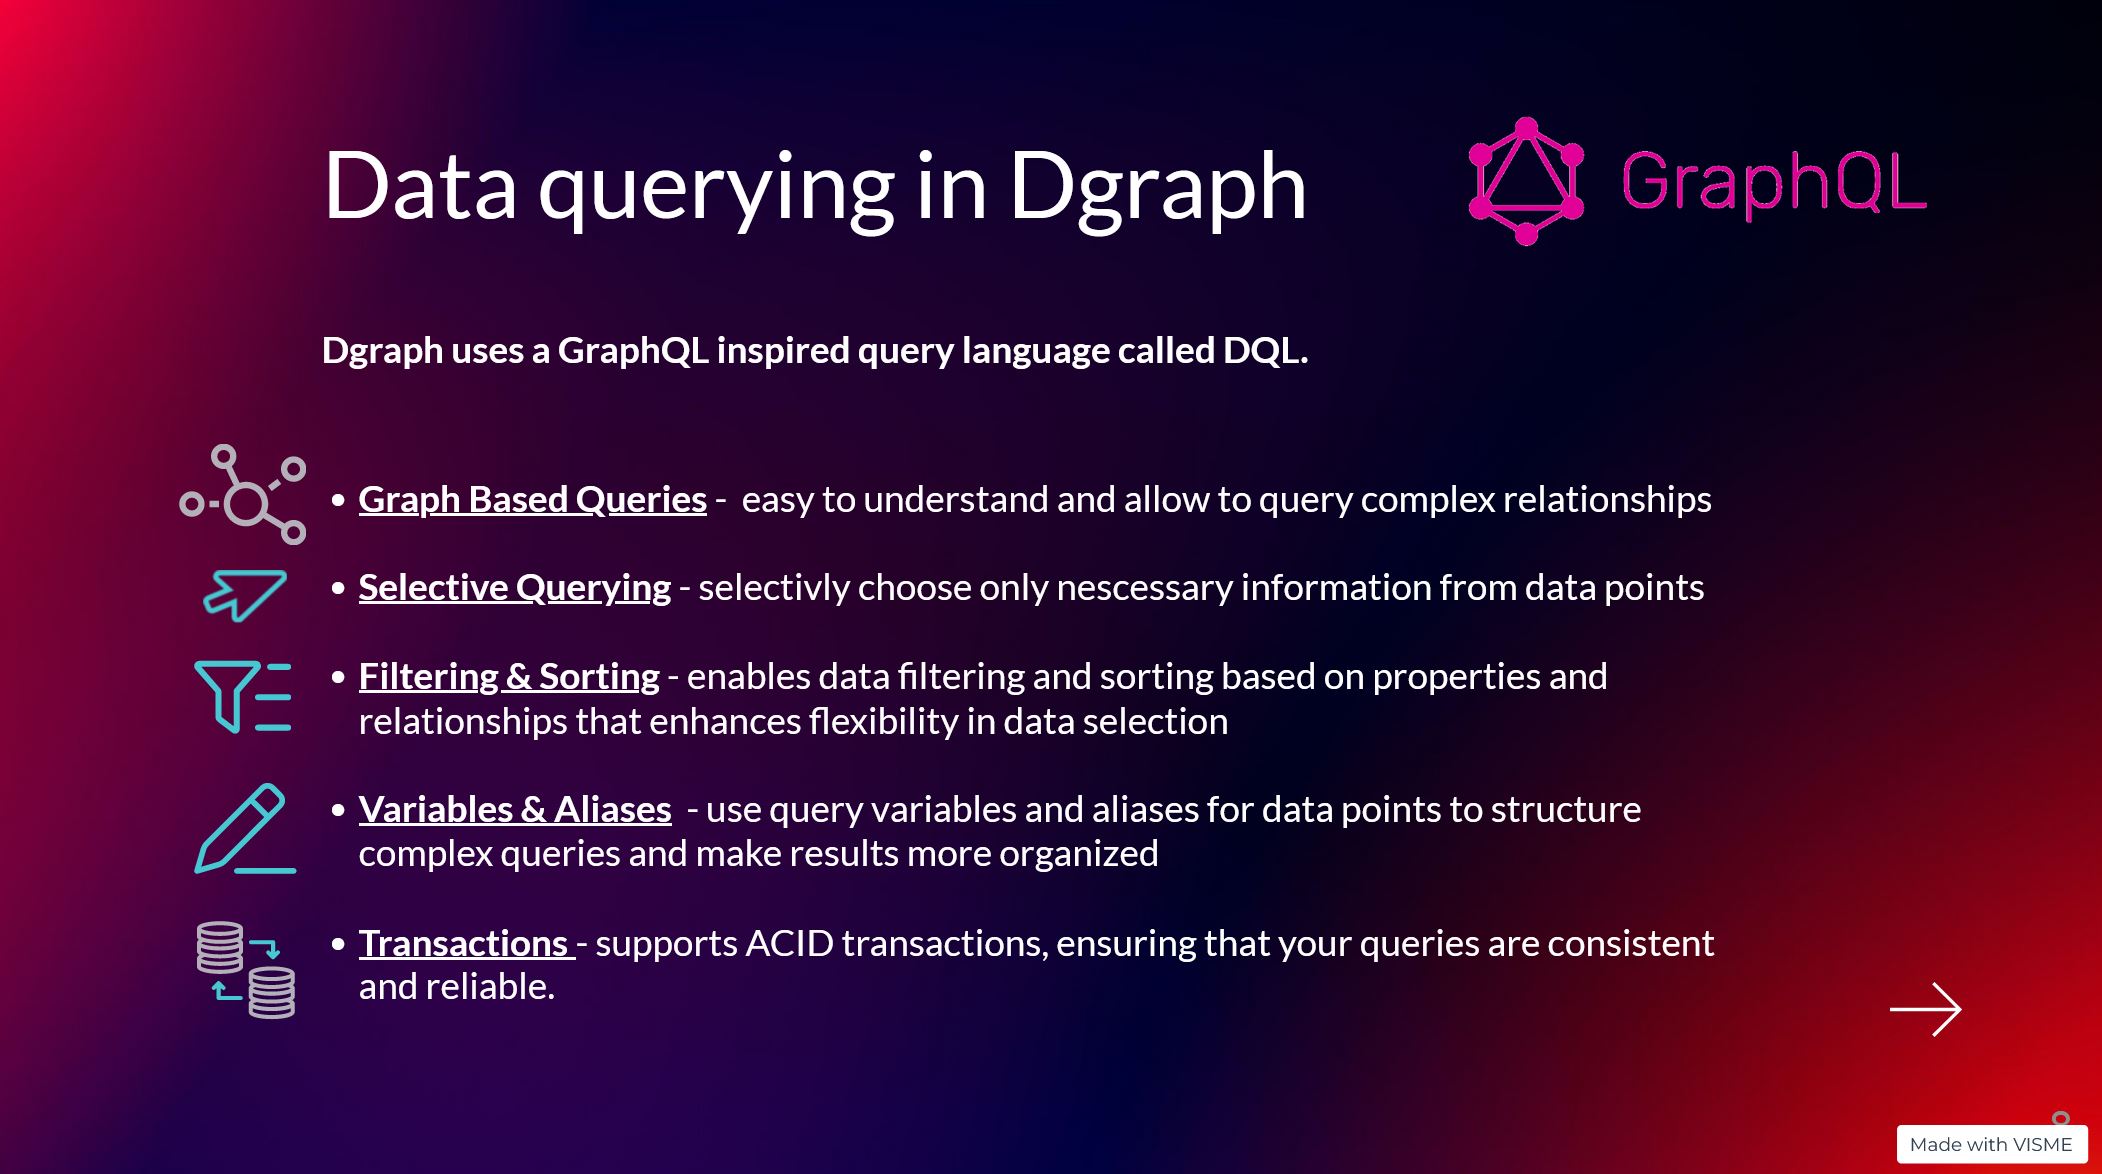 Data querying in Dgraph
GraphQL
Dgraph uses a GraphQL inspired query language called DQL.
• Graph Based Queries -  easy to understand and allow to query complex relationships
• Selective Querying - selectivly choose only nescessary information from data points
• Filtering & Sorting - enables data filtering and sorting based on properties and
relationships that enhances flexibility in data selection
• Variables & Aliases  - use query variables and aliases for data points to structure
complex queries and make results more organized
• Transactions - supports ACID transactions, ensuring that your queries are consistent
and reliable.
Made with VISME